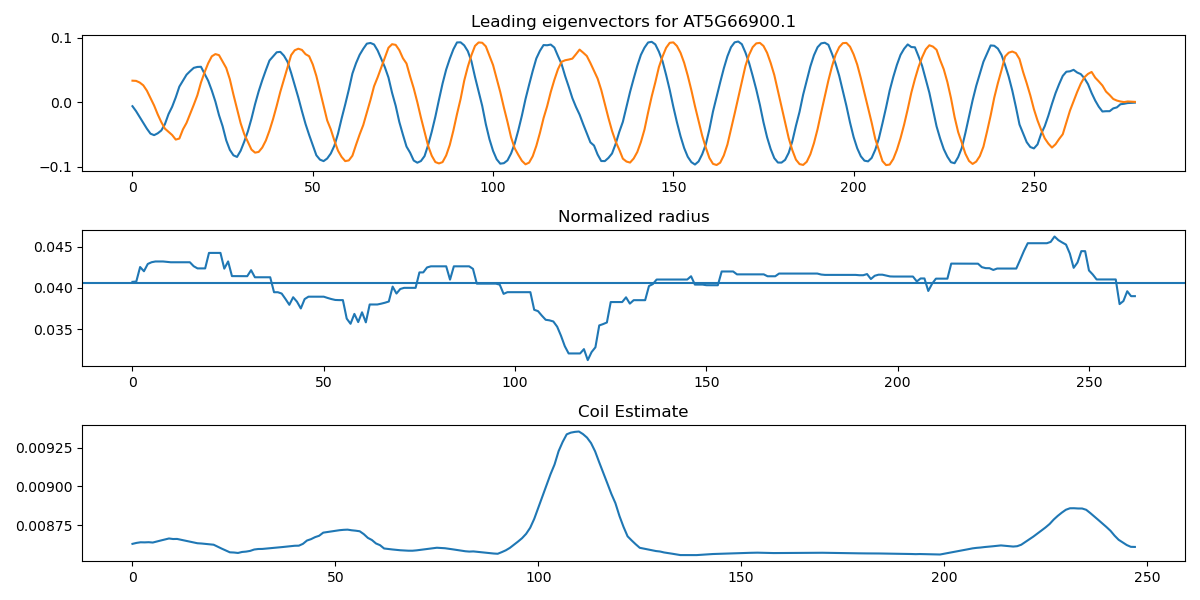 Leading eigenvectors for AT5G66900.1
0.1
0.0
−0.1
0 50 100 150 200 250
Normalized radius
0.045
0.040
0.035
0 50 100 150 200 250
Coil Estimate
0.00925
0.00900
0.00875
0 50 100 150 200 250